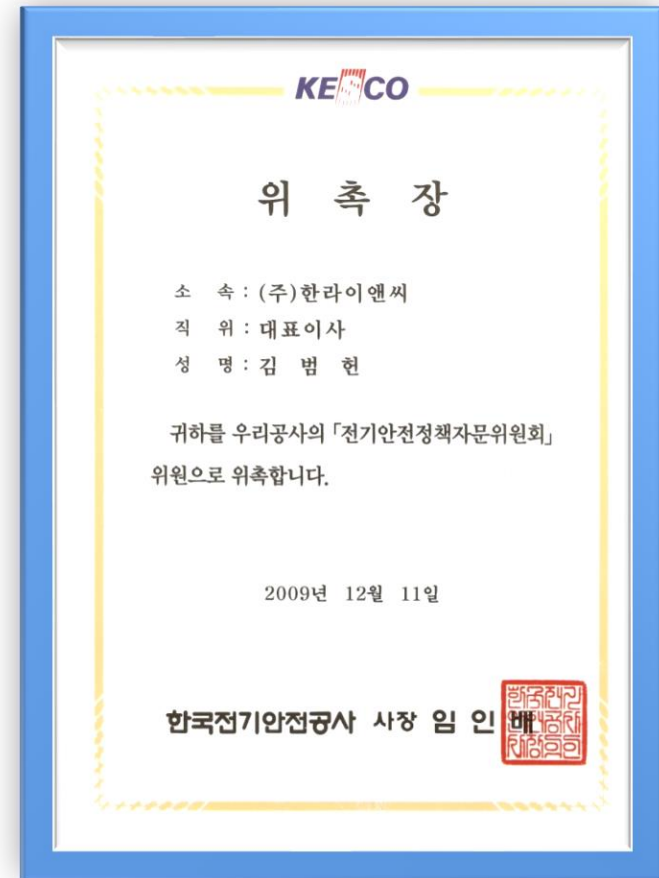 KESCO
위 촉 장
소 속 : (주)한라이앤씨
직 위 : 대표이사
성 명 : 김 범 헌
귀하를 우리공사의 「전기안전정책자문위원회」
위원으로 위촉합니다.
2009년 12월 11일
한국전기안전공사 사장 임 인 배